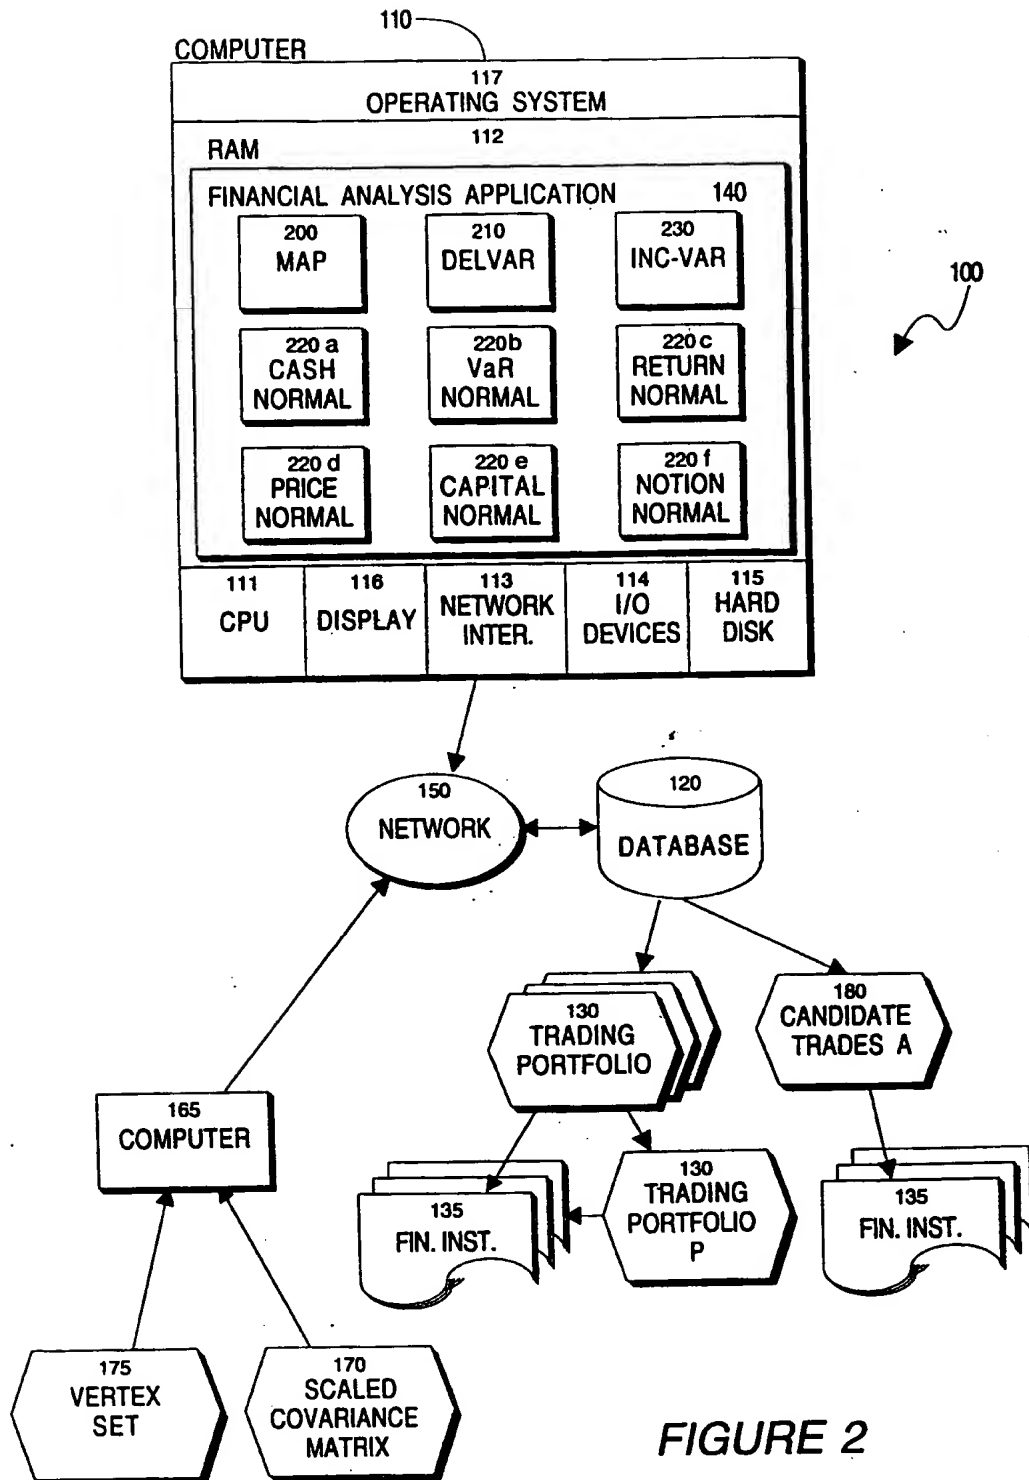 110
COMPUTER
117
OPERATING SYSTEM
112
RAM
FINANCIAL ANALYSIS APPLICATION 140
200
MAP
210
DELVAR
230
INC-VAR
100
220 a
CASH
NORMAL
220 b
VaR
NORMAL
220 c
RETURN
NORMAL
220 d
PRICE
NORMAL
220 e
CAPITAL
NORMAL
220 f
NOTION
NORMAL
111
CPU
116
DISPLAY
113
NETWORK
INTER.
114
I/O
DEVICES
115
HARD
DISK
150
NETWORK
120
DATABASE
130
TRADING
PORTFOLIO
180
CANDIDATE
TRADES A
165
COMPUTER
135
FIN. INST.
130
TRADING
PORTFOLIO
P
135
FIN. INST.
175
VERTEX
SET
170
SCALED
COVARIANCE
MATRIX
FIGURE 2